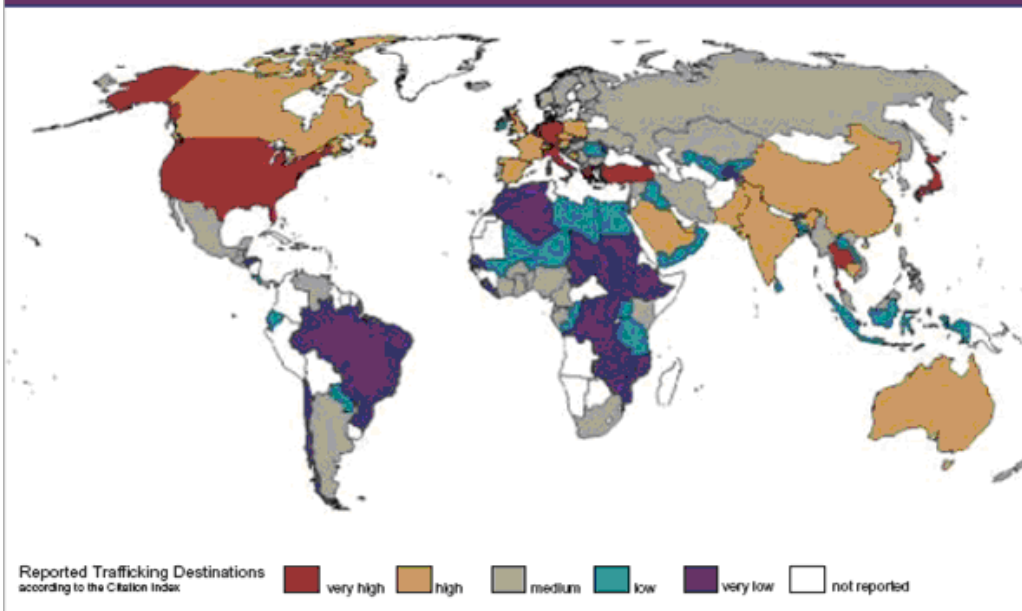 Reported Trafficking Destinations
according to the Citation Index
very high
high
medium
low
very low
not reported